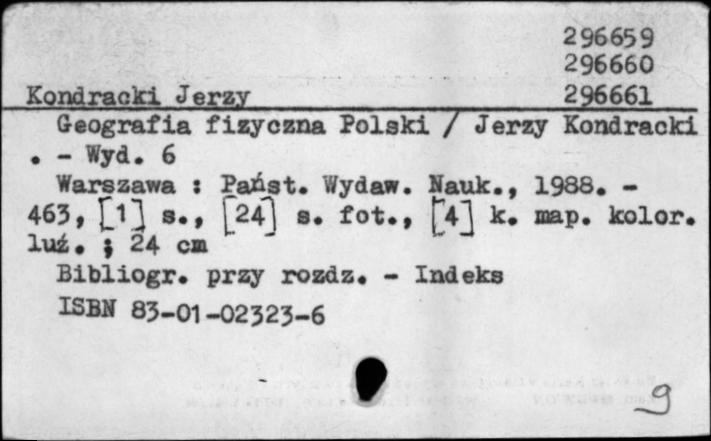 296659
296660
Kondracki Jerzy 296661
Geografia fizyczna Polski / Jerzy Kondracki
. - Wyd. 6
Warszawa : Państ. Wydaw. Nauk., 1988. -
463, [1] s., [24] s. fot., [4] k. map. kolor.
luź. ; 24 cm
Bibliogr. przy rozdz. - Indeks
ISBN 83-01-02323-6
9